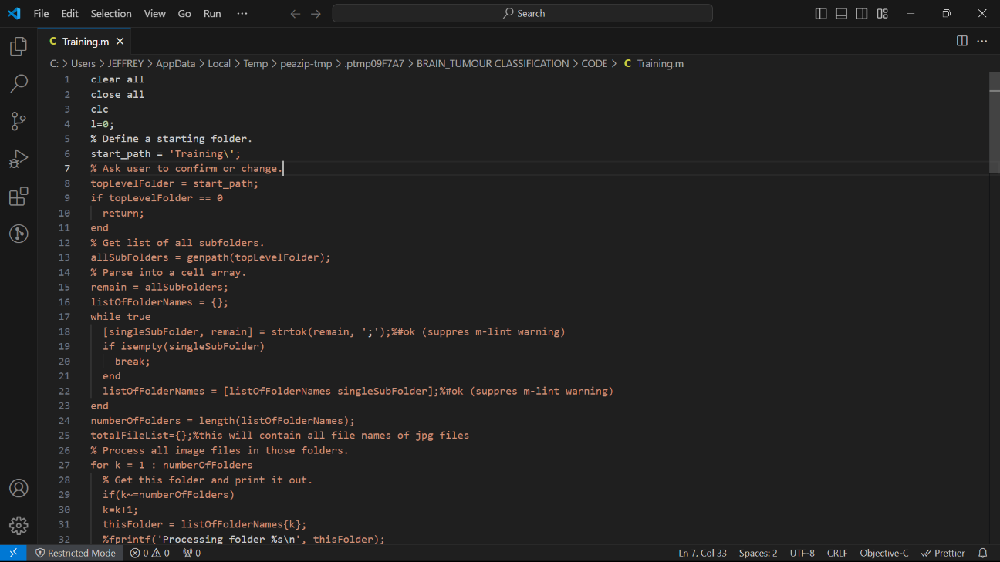 File Edit Selection View Go Run ··· Search
C Training.m
C: > Users > JEFFREY > AppData > Local > Temp > peazip-tmp > .ptmp09F7A7 > BRAIN_TUMOUR CLASSIFICATION > CODE > C Training.m
1 clear all
2 close all
3 clc
4 l=0;
5 % Define a starting folder.
6 start_path = 'Training\';
7 % Ask user to confirm or change.
8 topLevelFolder = start_path;
9 if topLevelFolder == 0
10 return;
11 end
12 % Get list of all subfolders.
13 allSubFolders = genpath(topLevelFolder);
14 % Parse into a cell array.
15 remain = allSubFolders;
16 listOfFolderNames = {};
17 while true
18 [singleSubFolder, remain] = strtok(remain, ';');%#ok (suppres m-lint warning)
19 if isempty(singleSubFolder)
20 break;
21 end
22 listOfFolderNames = [listOfFolderNames singleSubFolder];%#ok (suppres m-lint warning)
23 end
24 numberOfFolders = length(listOfFolderNames);
25 totalFileList={};%this will contain all file names of jpg files
26 % Process all image files in those folders.
27 for k = 1 : numberOfFolders
28 % Get this folder and print it out.
29 if(k~=numberOfFolders)
30 k=k+1;
31 thisFolder = listOfFolderNames{k};
32 %fprintf('Processing folder %s\n', thisFolder);
Restricted Mode 0 0 0 Ln 7, Col 33 Spaces: 2 UTF-8 CRLF Objective-C Prettier